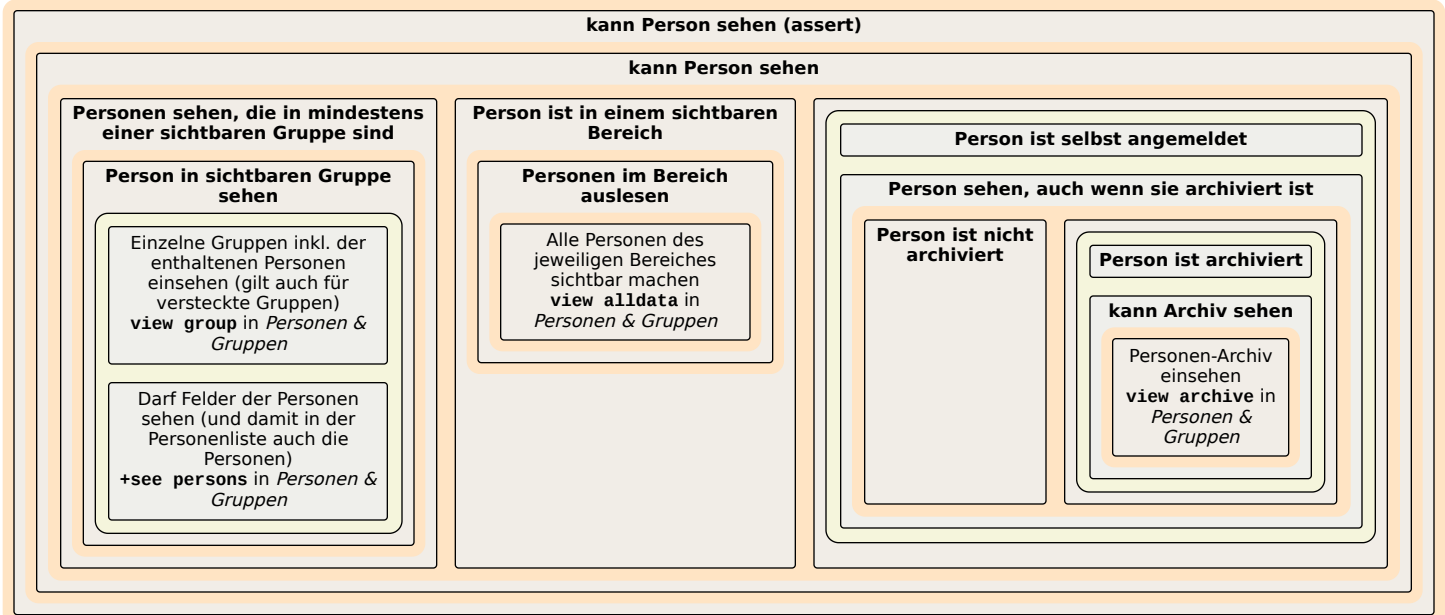 kann Person sehen (assert)
kann Person sehen
Personen sehen, die in mindestens
einer sichtbaren Gruppe sind
Person in sichtbaren Gruppe
sehen
Einzelne Gruppen inkl. der
enthaltenen Personen
einsehen (gilt auch für
versteckte Gruppen)
view group in Personen &
Gruppen
Darf Felder der Personen
sehen (und damit in der
Personenliste auch die
Personen)
+see persons in Personen &
Gruppen
Person ist in einem sichtbaren
Bereich
Personen im Bereich
auslesen
Alle Personen des
jeweiligen Bereiches
sichtbar machen
view alldata in
Personen & Gruppen
Person ist selbst angemeldet
Person sehen, auch wenn sie archiviert ist
Person ist nicht
archiviert
Person ist archiviert
kann Archiv sehen
Personen-Archiv
einsehen
view archive in
Personen &
Gruppen